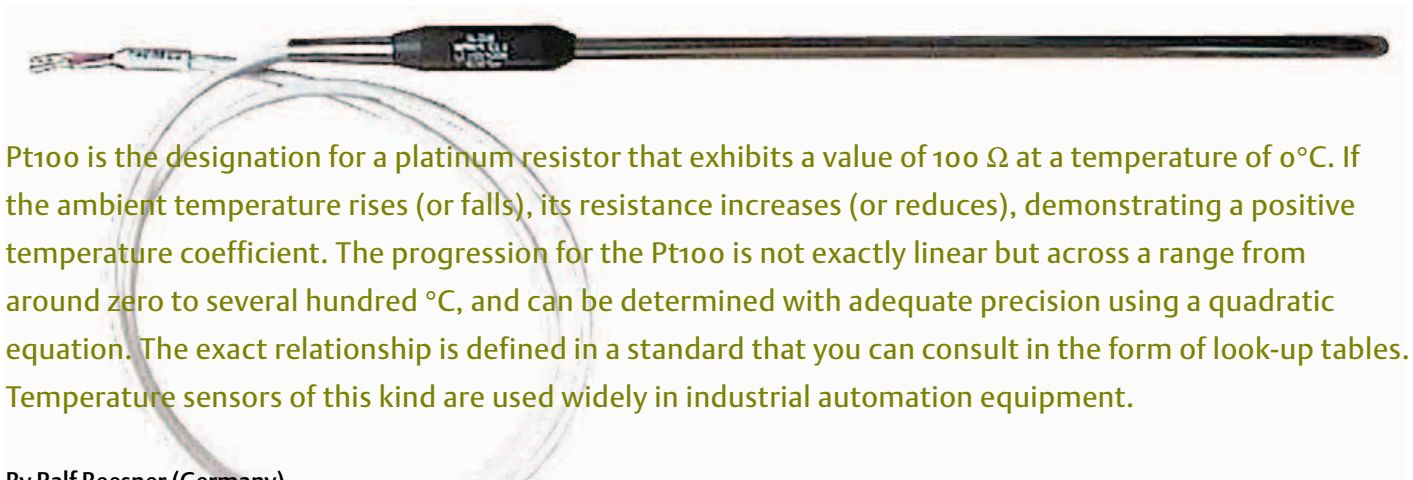 Pt100 is the designation for a platinum resistor that exhibits a value of 100 Ω at a temperature of 0°C. If
the ambient temperature rises (or falls), its resistance increases (or reduces), demonstrating a positive
temperature coefficient. The progression for the Pt100 is not exactly linear but across a range from
around zero to several hundred °C, and can be determined with adequate precision using a quadratic
equation. The exact relationship is defined in a standard that you can consult in the form of look-up tables.
Temperature sensors of this kind are used widely in industrial automation equipment.
By Ralf Beesner (Germany)